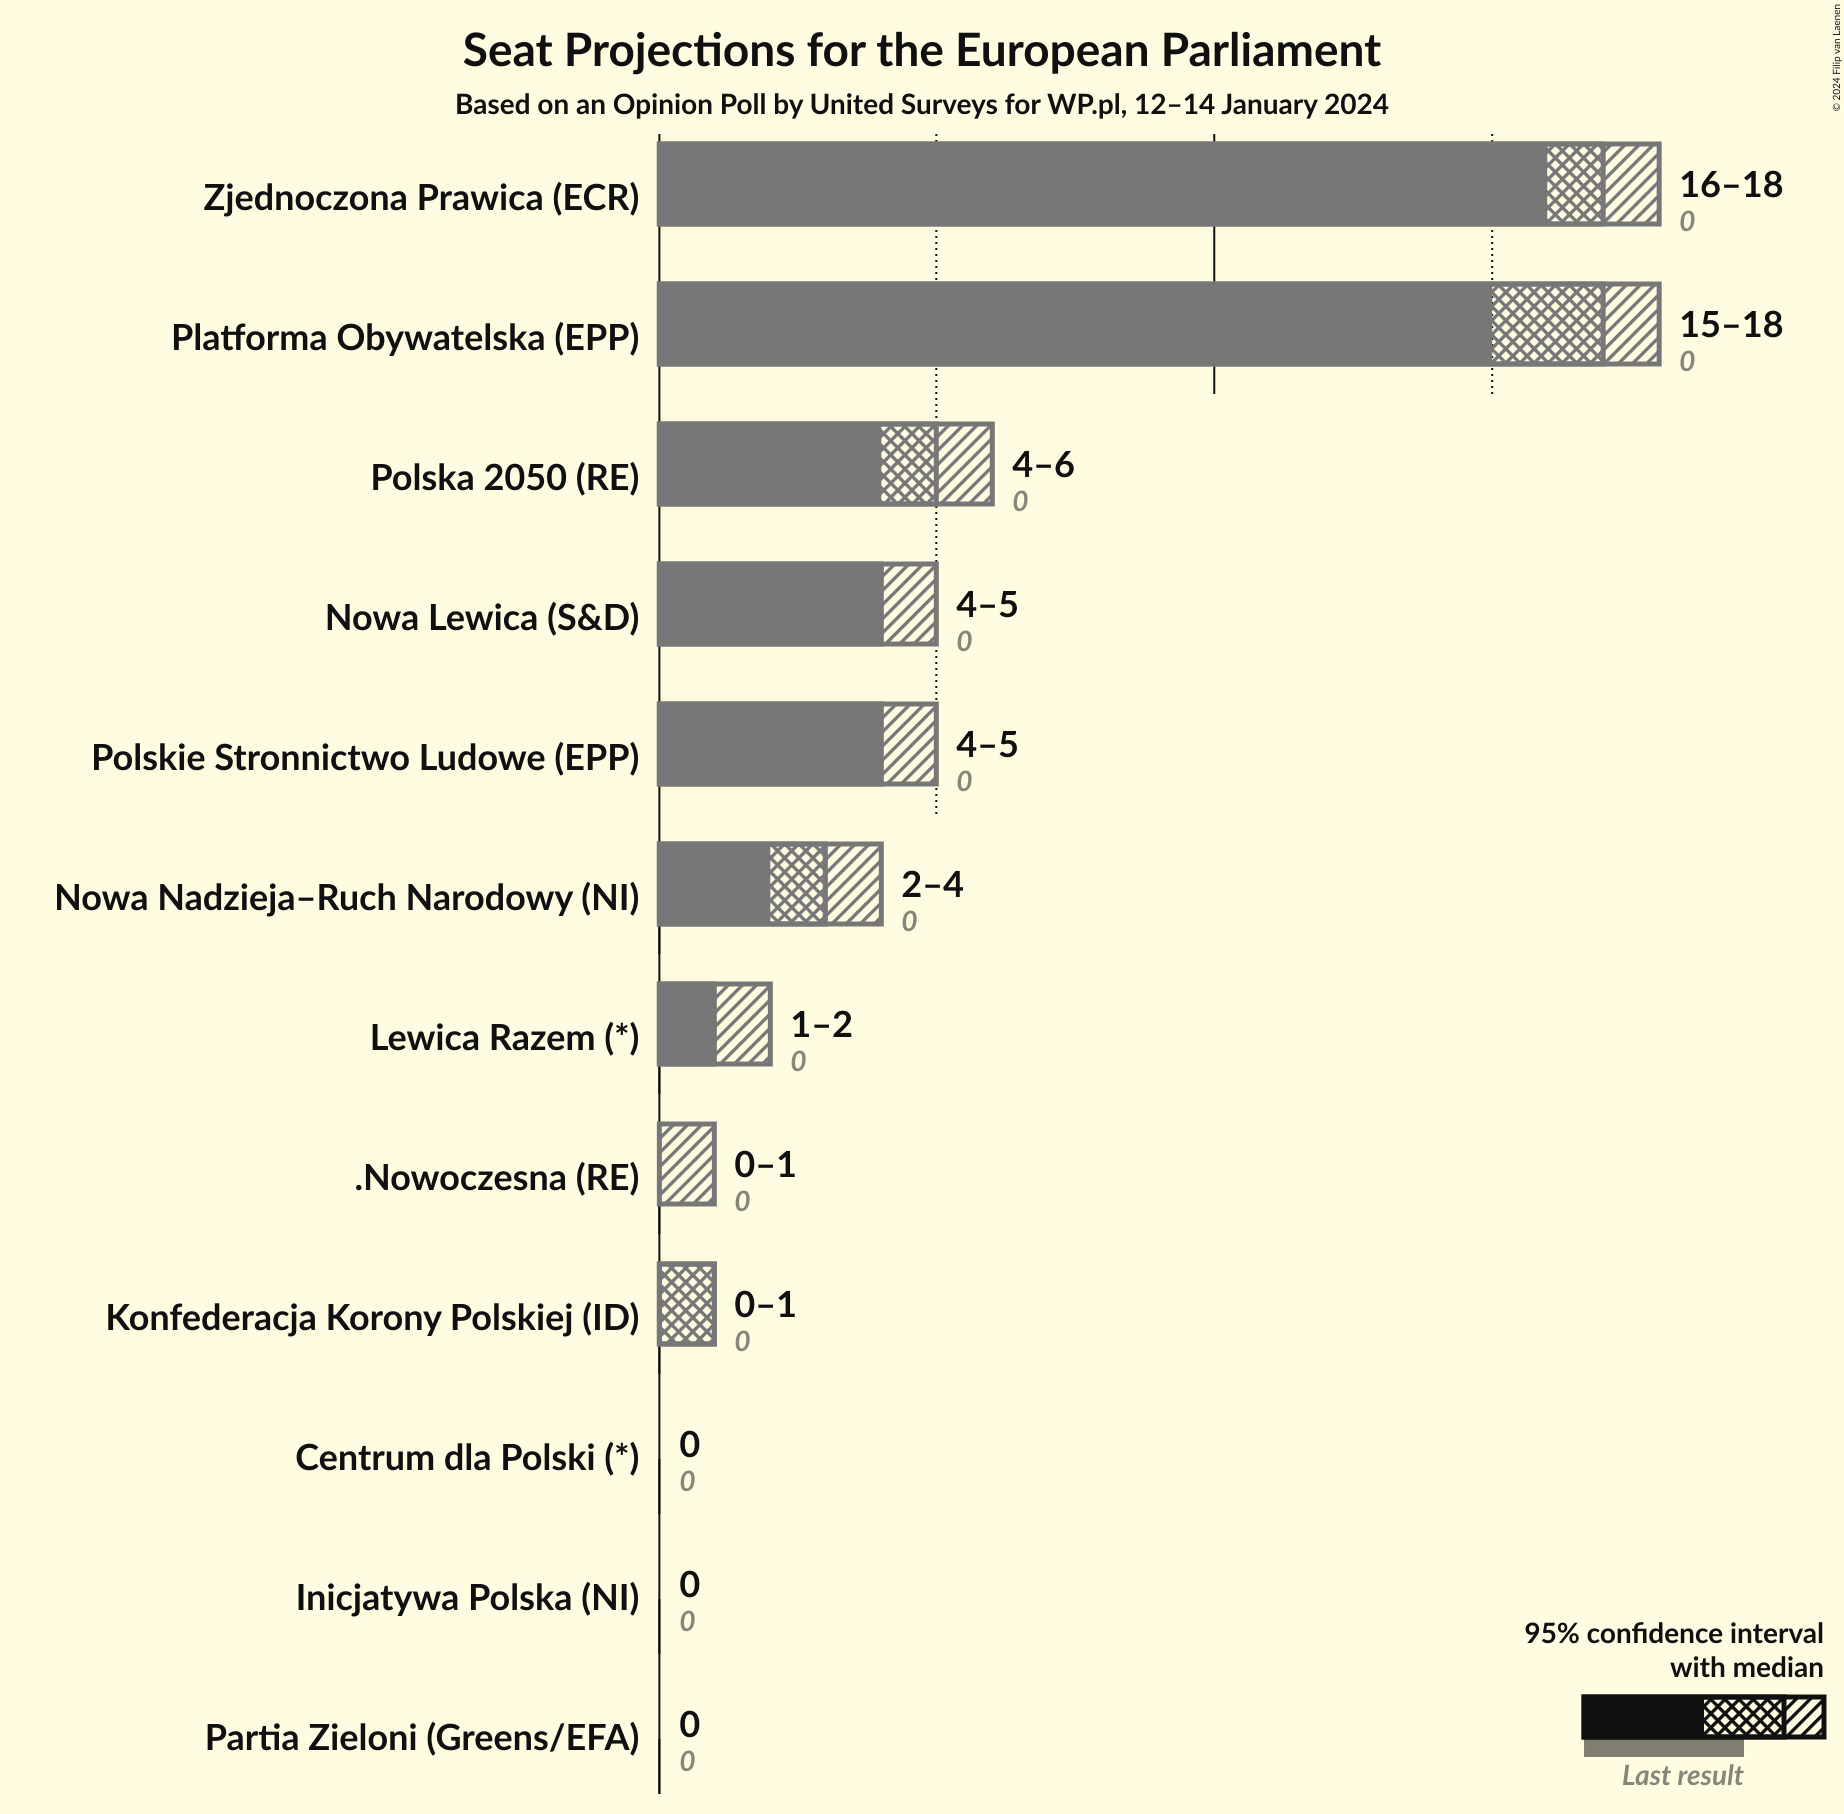 Seat Projections for the European Parliament
Based on an Opinion Poll by United Surveys for WP.pl, 12–14 January 2024
© 2024 Filip van Laenen
Zjednoczona Prawica (ECR)
16–18
0
Platforma Obywatelska (EPP)
15–18
0
Polska 2050 (RE)
4–6
0
Nowa Lewica (S&D)
4–5
0
Polskie Stronnictwo Ludowe (EPP)
4–5
0
Nowa Nadzieja–Ruch Narodowy (NI)
2–4
0
Lewica Razem (*)
1–2
0
.Nowoczesna (RE)
0–1
0
Konfederacja Korony Polskiej (ID)
0–1
0
Centrum dla Polski (*)
0
0
Inicjatywa Polska (NI)
0
0
Partia Zieloni (Greens/EFA)
0
0
95% confidence interval
with median
Last result